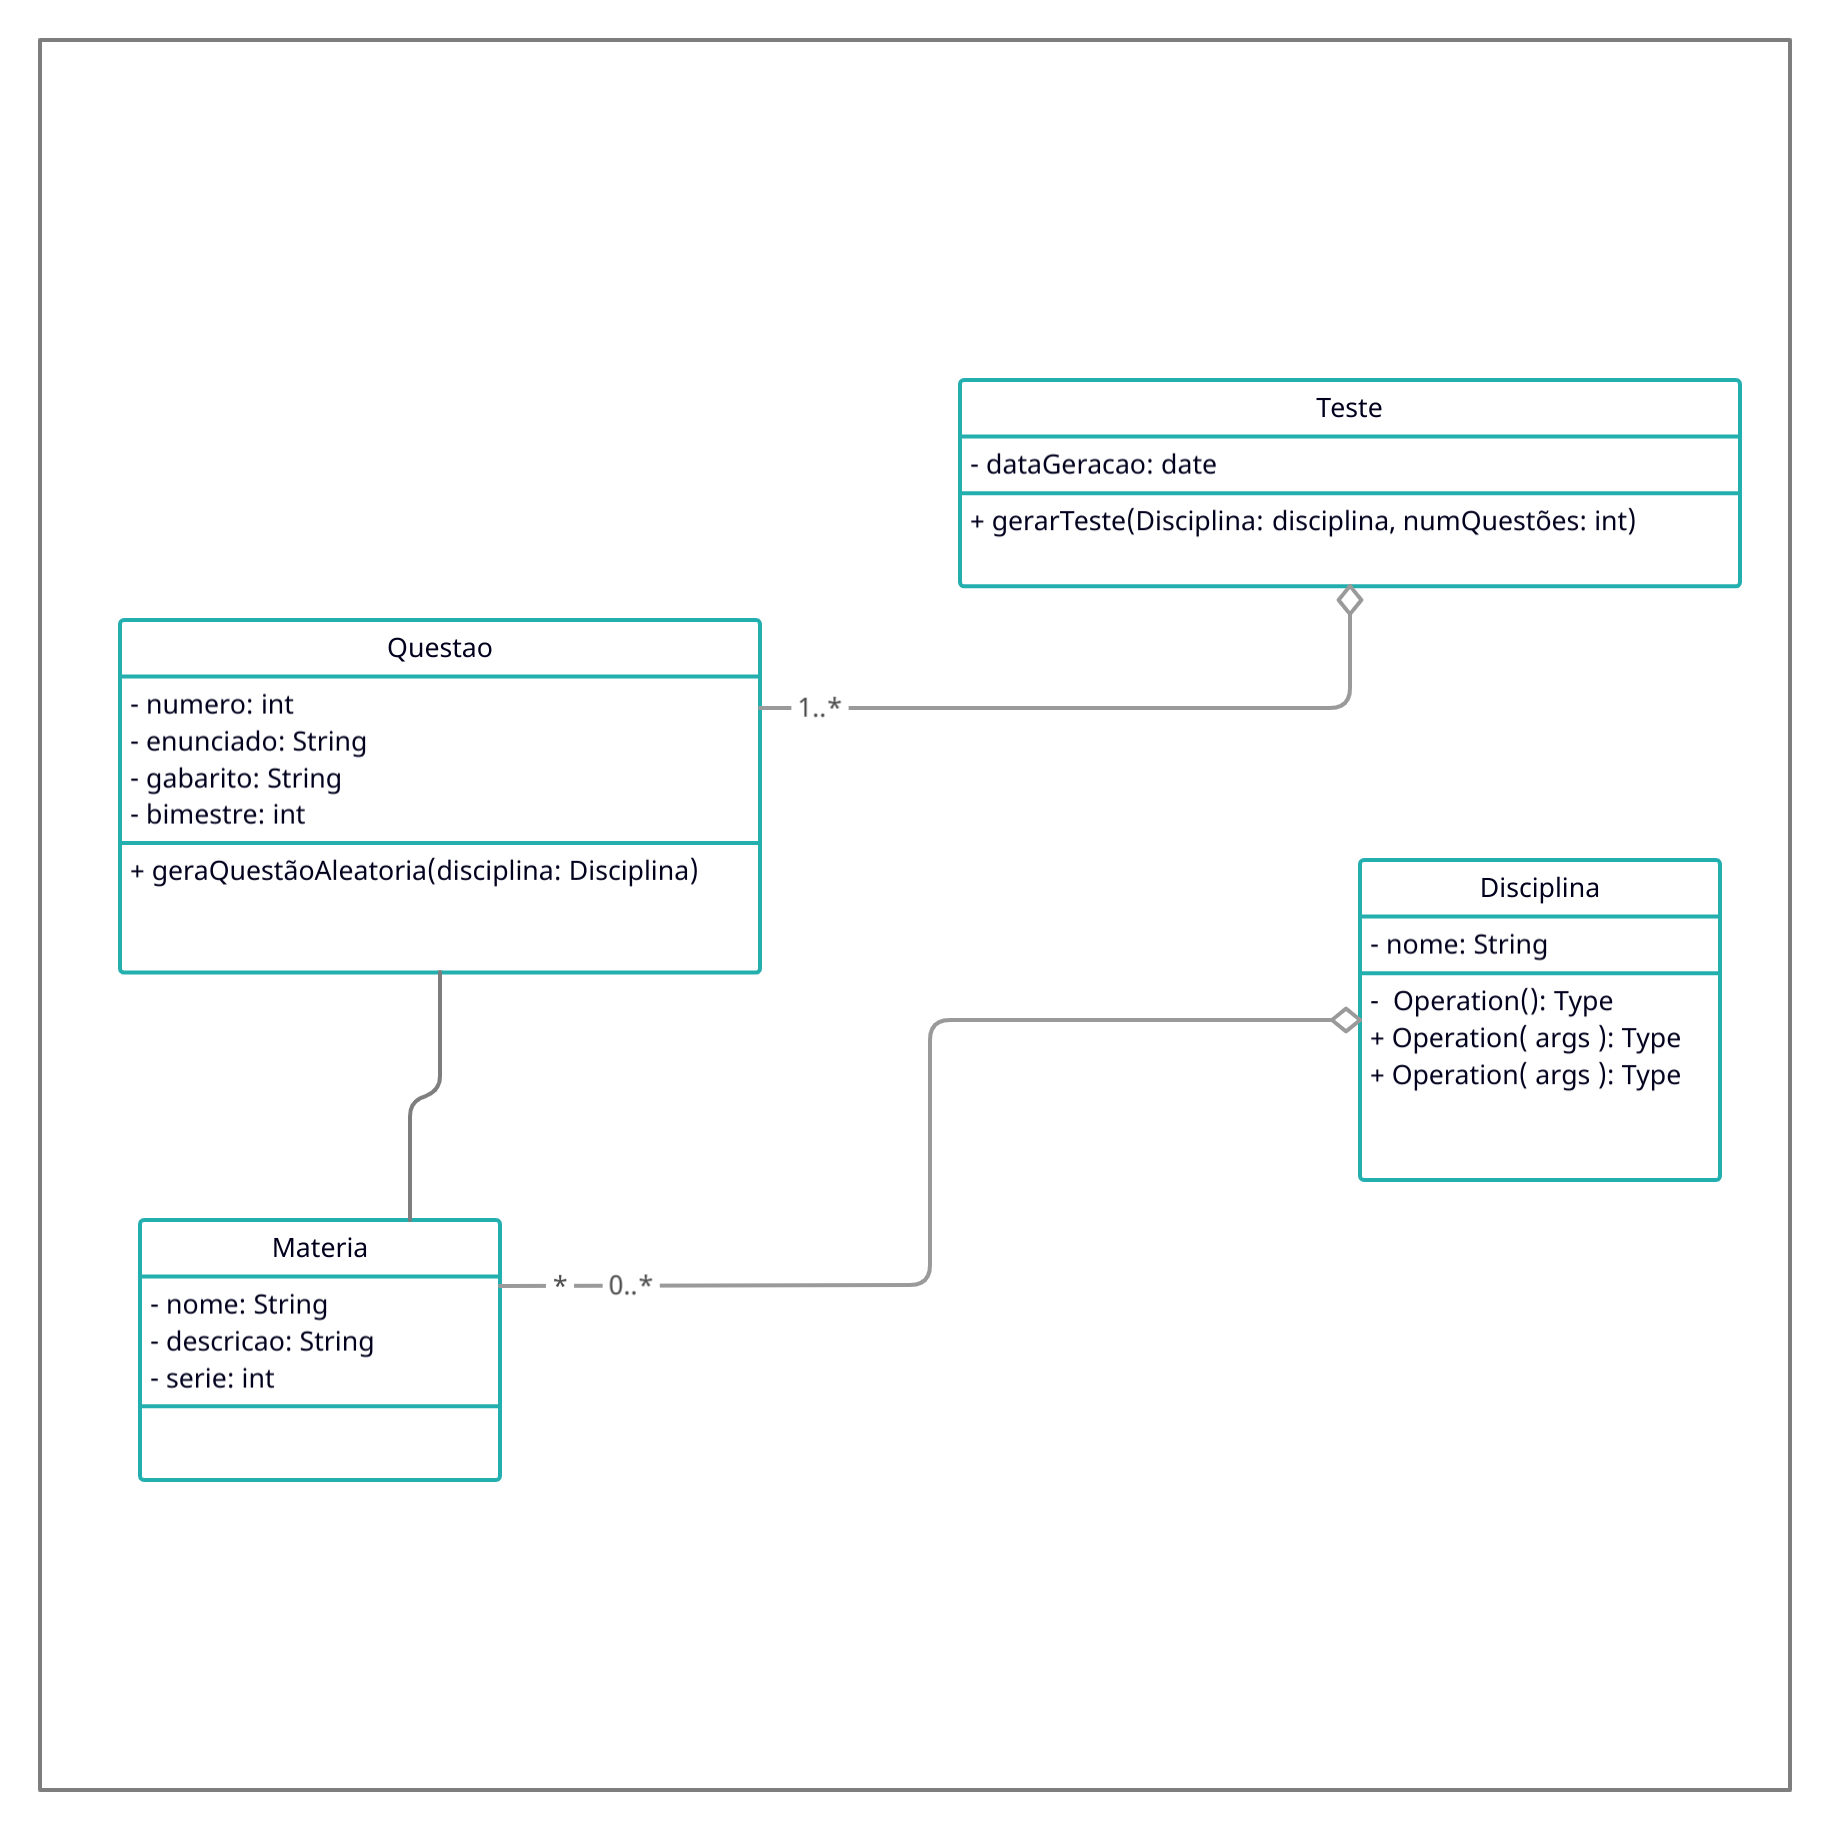 Teste
- dataGeracao: date
+ gerarTeste(Disciplina: disciplina, numQuestões: int)
Questao
- numero: int
- enunciado: String
- gabarito: String
- bimestre: int
+ geraQuestãoAleatoria(disciplina: Disciplina)
1..*
Disciplina
- nome: String
-  Operation(): Type
+ Operation( args ): Type
+ Operation( args ): Type
Materia
- nome: String
- descricao: String
- serie: int
* 0..*